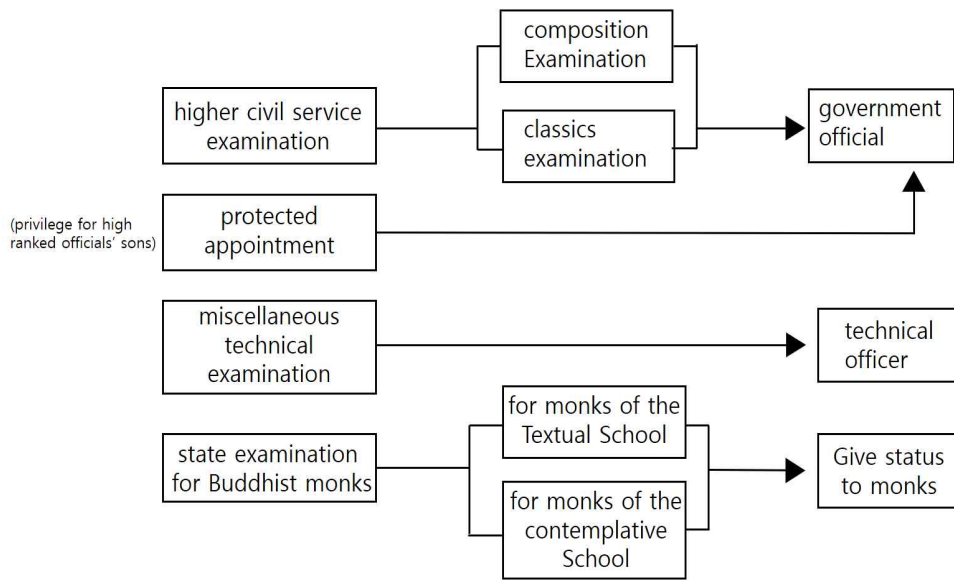 composition
Examination
higher civil service
examination
classics
examination
government
official
(privilege for high
ranked officials' sons)
protected
appointment
miscellaneous
technical
examination
technical
officer
state examination
for Buddhist monks
for monks of the
Textual School
for monks of the
contemplative
School
Give status
to monks